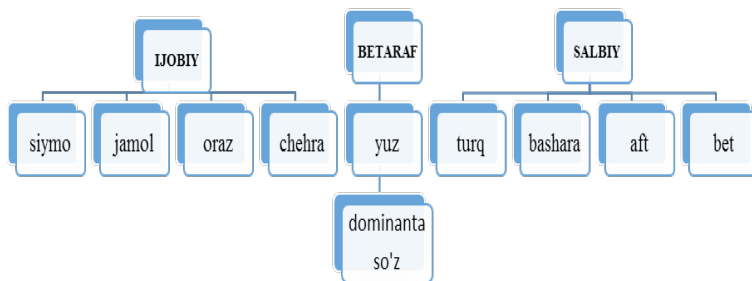 IJOBIY
BETARAF
SALBIY
siymo
jamol
oraz
chehra
yuz
turq
bashara
aft
bet
dominanta
so'z